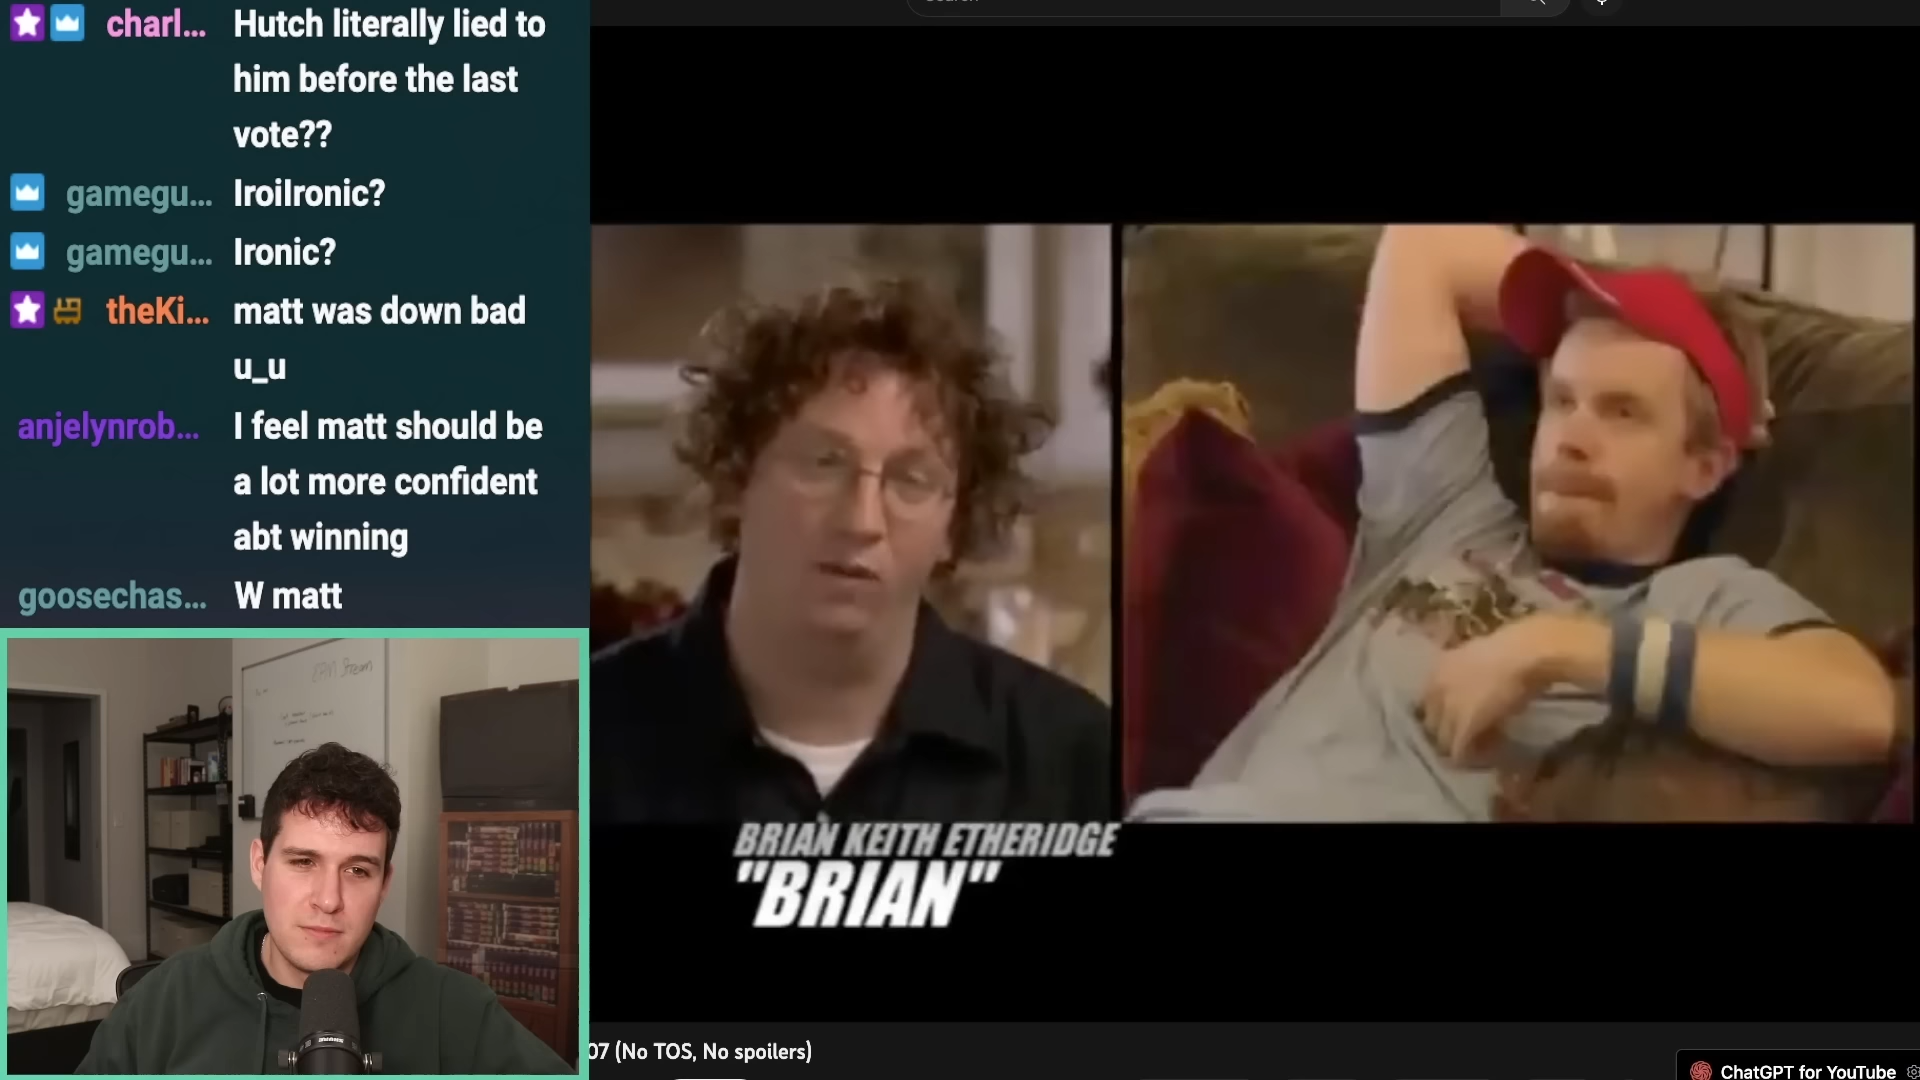 Search
charl... Hutch literally lied to
him before the last
vote??
gamegu... IroiIronic?
gamegu... Ironic?
theKi... matt was down bad
u_u
anjelynrob... I feel matt should be
a lot more confident
abt winning
goosechas... W matt
BRIAN KEITH ETHERIDGE
"BRIAN"
07 (No TOS, No spoilers)
ChatGPT for YouTube